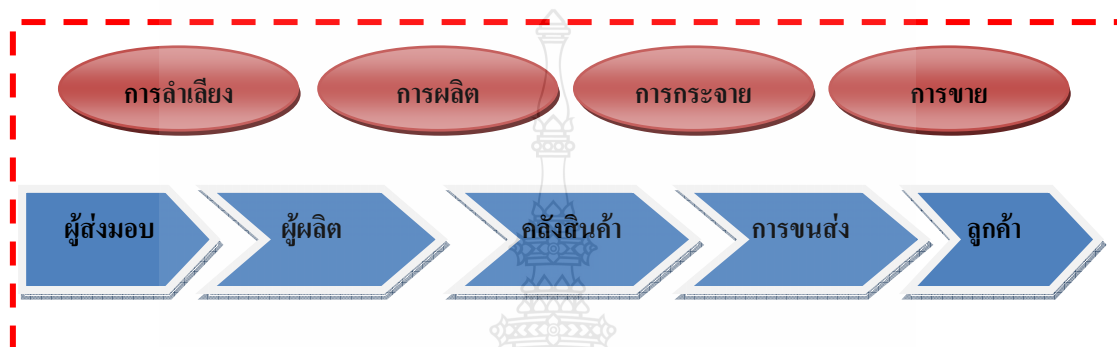 การลำเลียง การผลิต การกระจาย การขาย
ผู้ส่งมอบ ผู้ผลิต คลังสินค้า การขนส่ง ลูกค้า